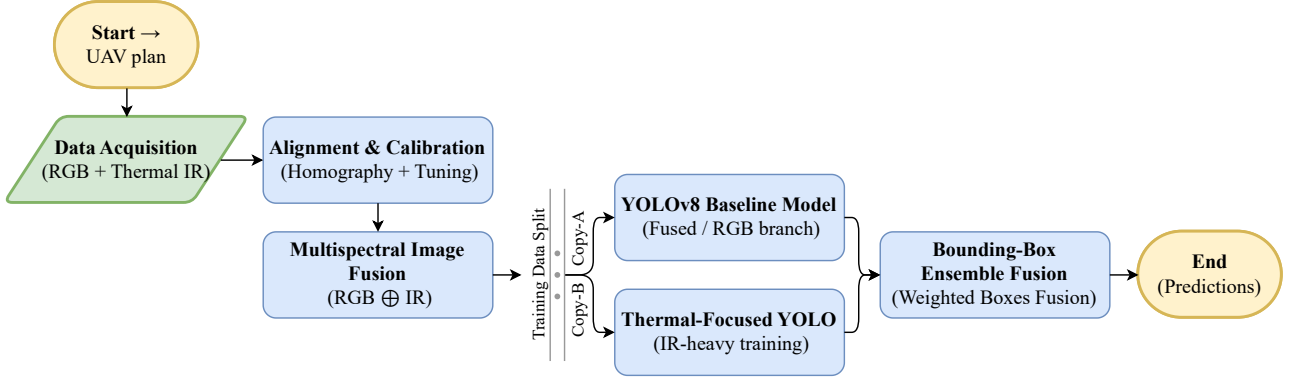 Start →
UAV plan
Data Acquisition
(RGB + Thermal IR)
Alignment & Calibration
(Homography + Tuning)
Multispectral Image
Fusion
(RGB ⨁ IR)
Training Data Split
Copy-A
Copy-B
YOLOv8 Baseline Model
(Fused / RGB branch)
Thermal-Focused YOLO
(IR-heavy training)
Bounding-Box
Ensemble Fusion
(Weighted Boxes Fusion)
End
(Predictions)